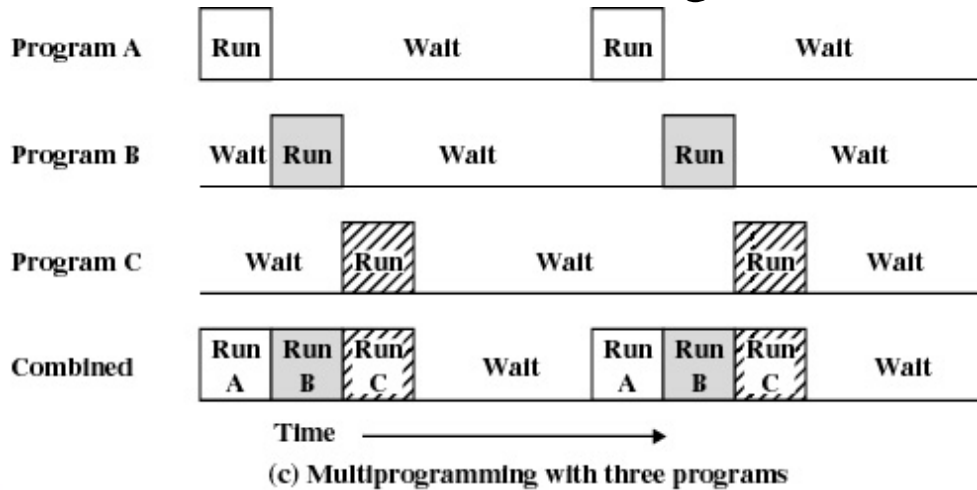 Program A Run Wait Run Wait
Program B Wait Run Wait Run Wait
Program C Wait Run Wait Run Wait
Combined Run A Run B Run C Wait Run A Run B Run C Wait
Time
(c) Multiprogramming with three programs